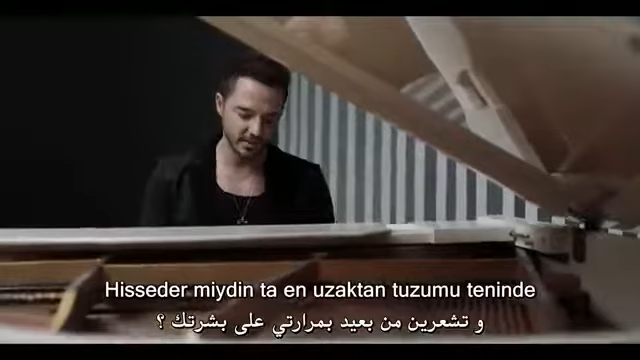 Hisseder miydin ta en uzaktan tuzumu teninde
و تشعرين من بعيد بمرارتي على بشرتك ؟